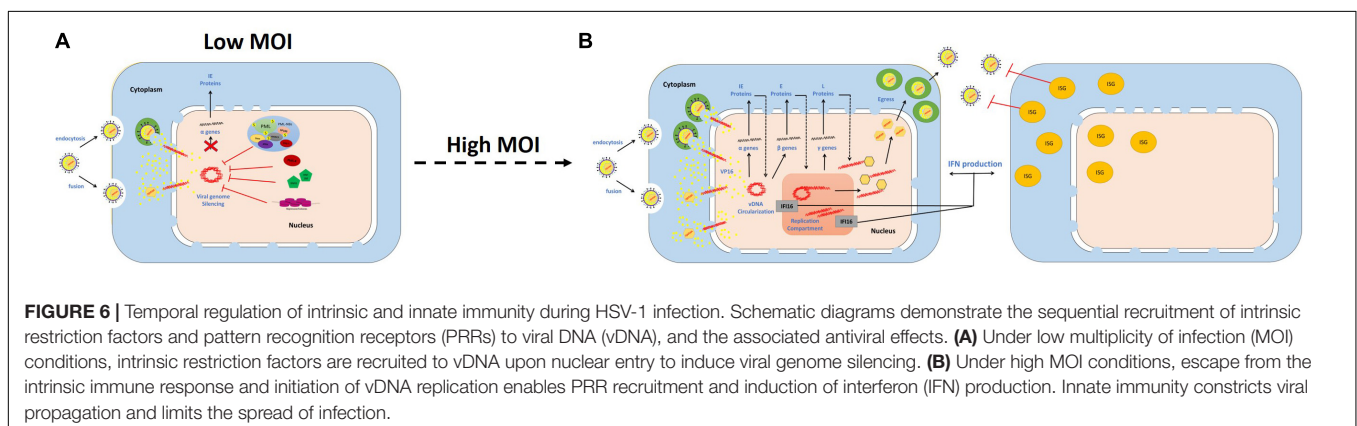 A
Low MOI
Cytoplasm
IE
Proteins
endocytosis
fusion
α genes
PML
Viral genome
Silencing
Nucleus
High MOI
B
IE
Proteins
E
Proteins
L
Proteins
Egress
endocytosis
fusion
α genes
β genes
γ genes
VP16
vDNA
Circularization
IFI16
Replication
Compartment
IFI16
Nucleus
IFN production
ISG
ISG
ISG
ISG
ISG
ISG
ISG
ISG
ISG
FIGURE 6 | Temporal regulation of intrinsic and innate immunity during HSV-1 infection. Schematic diagrams demonstrate the sequential recruitment of intrinsic
restriction factors and pattern recognition receptors (PRRs) to viral DNA (vDNA), and the associated antiviral effects. (A) Under low multiplicity of infection (MOI)
conditions, intrinsic restriction factors are recruited to vDNA upon nuclear entry to induce viral genome silencing. (B) Under high MOI conditions, escape from the
intrinsic immune response and initiation of vDNA replication enables PRR recruitment and induction of interferon (IFN) production. Innate immunity constricts viral
propagation and limits the spread of infection.